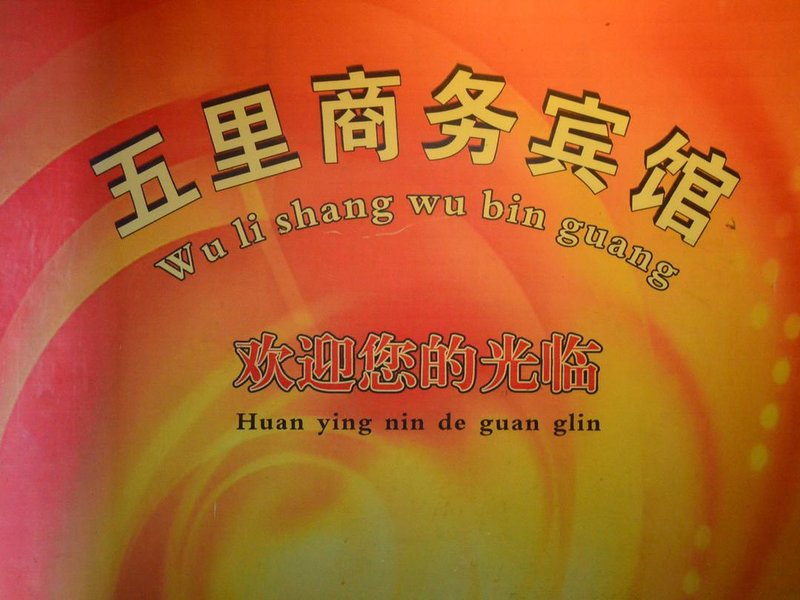 五里商务宾馆
Wu li shang wu bin guang
欢迎您的光临
Huan ying nin de guan glin